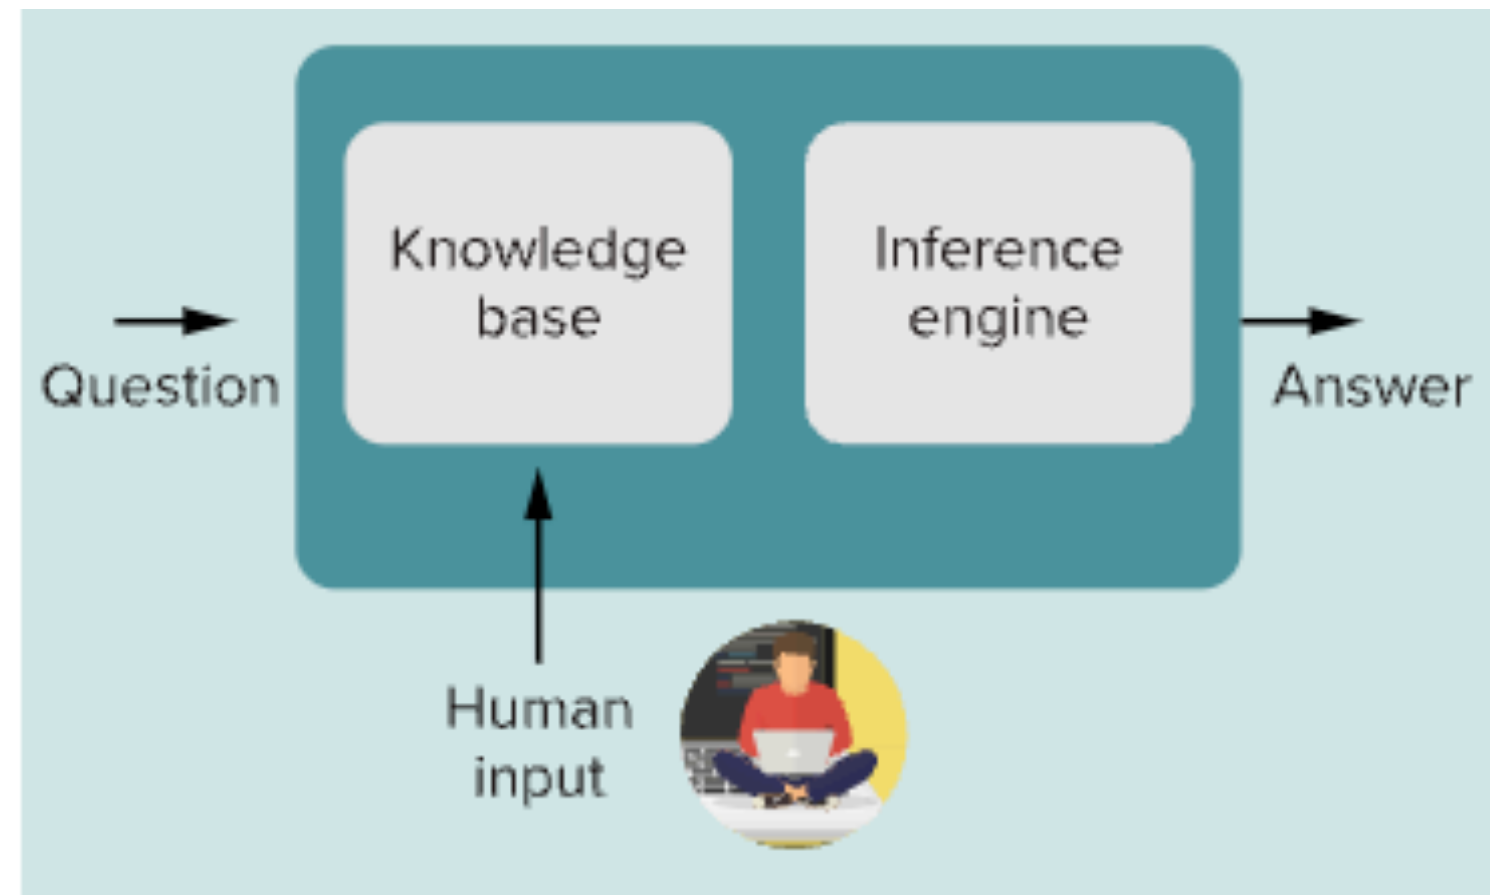 Knowledge
base
Inference
engine
Question
Answer
Human
input